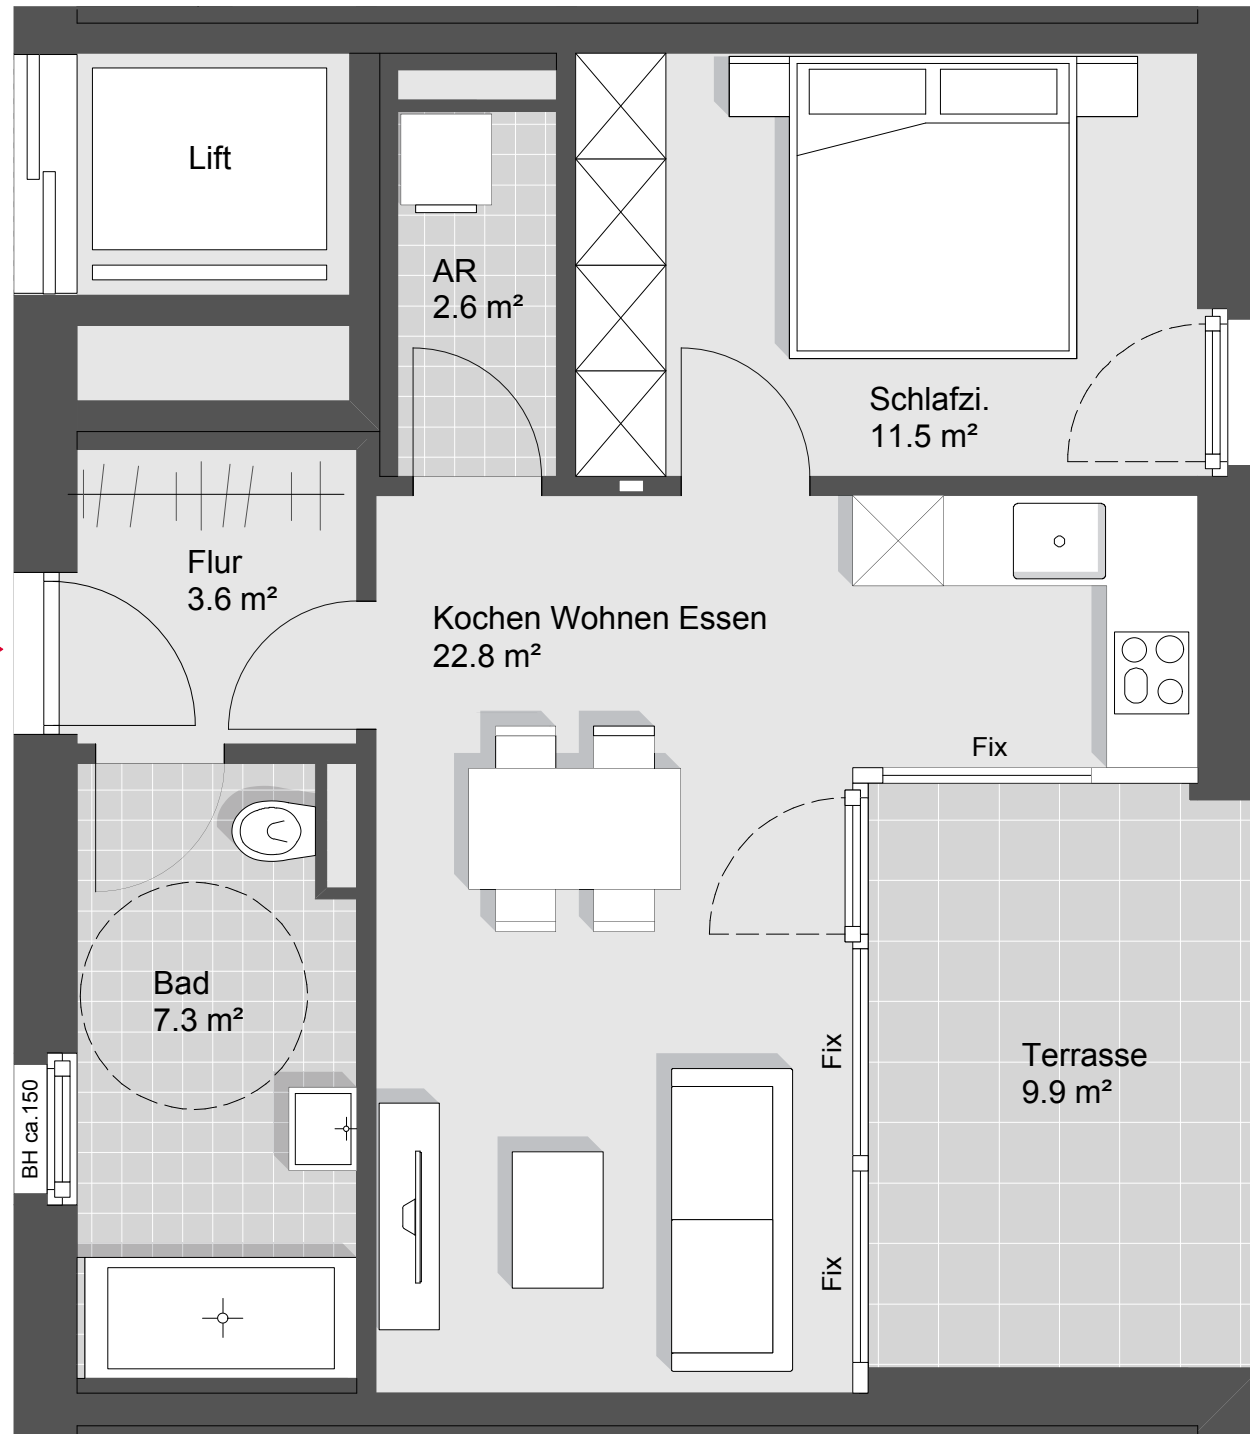 Lift
AR
2.6 m²
Schlafzi.
11.5 m²
Flur
3.6 m²
Kochen Wohnen Essen
22.8 m²
Fix
Bad
7.3 m²
Fix
Terrasse
9.9 m²
BH ca.150
Fix